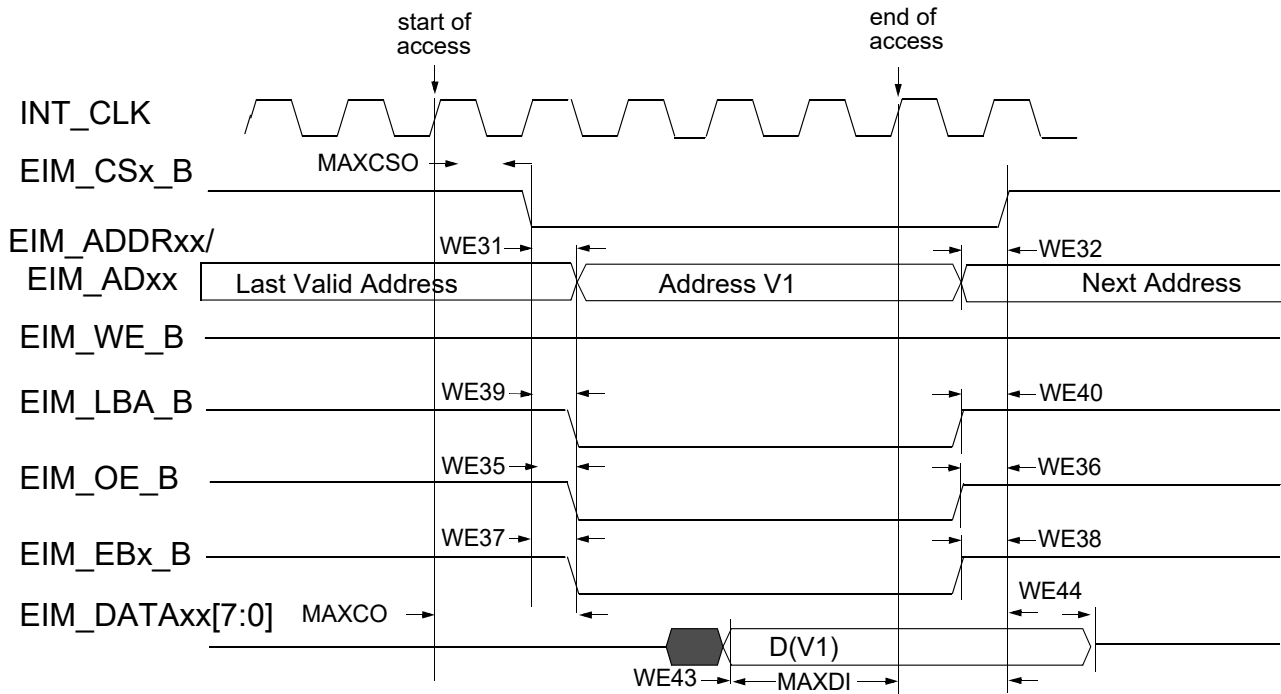 start of
access
end of
access
INT_CLK
MAXCSO
EIM_CSx_B
EIM_ADDRxx/
EIM_ADxx
WE31
WE32
Last Valid Address
Address V1
Next Address
EIM_WE_B
WE39
WE40
EIM_LBA_B
WE35
WE36
EIM_OE_B
WE37
WE38
EIM_EBx_B
WE44
EIM_DATAxx[7:0]
MAXCO
D(V1)
WE43
MAXDI